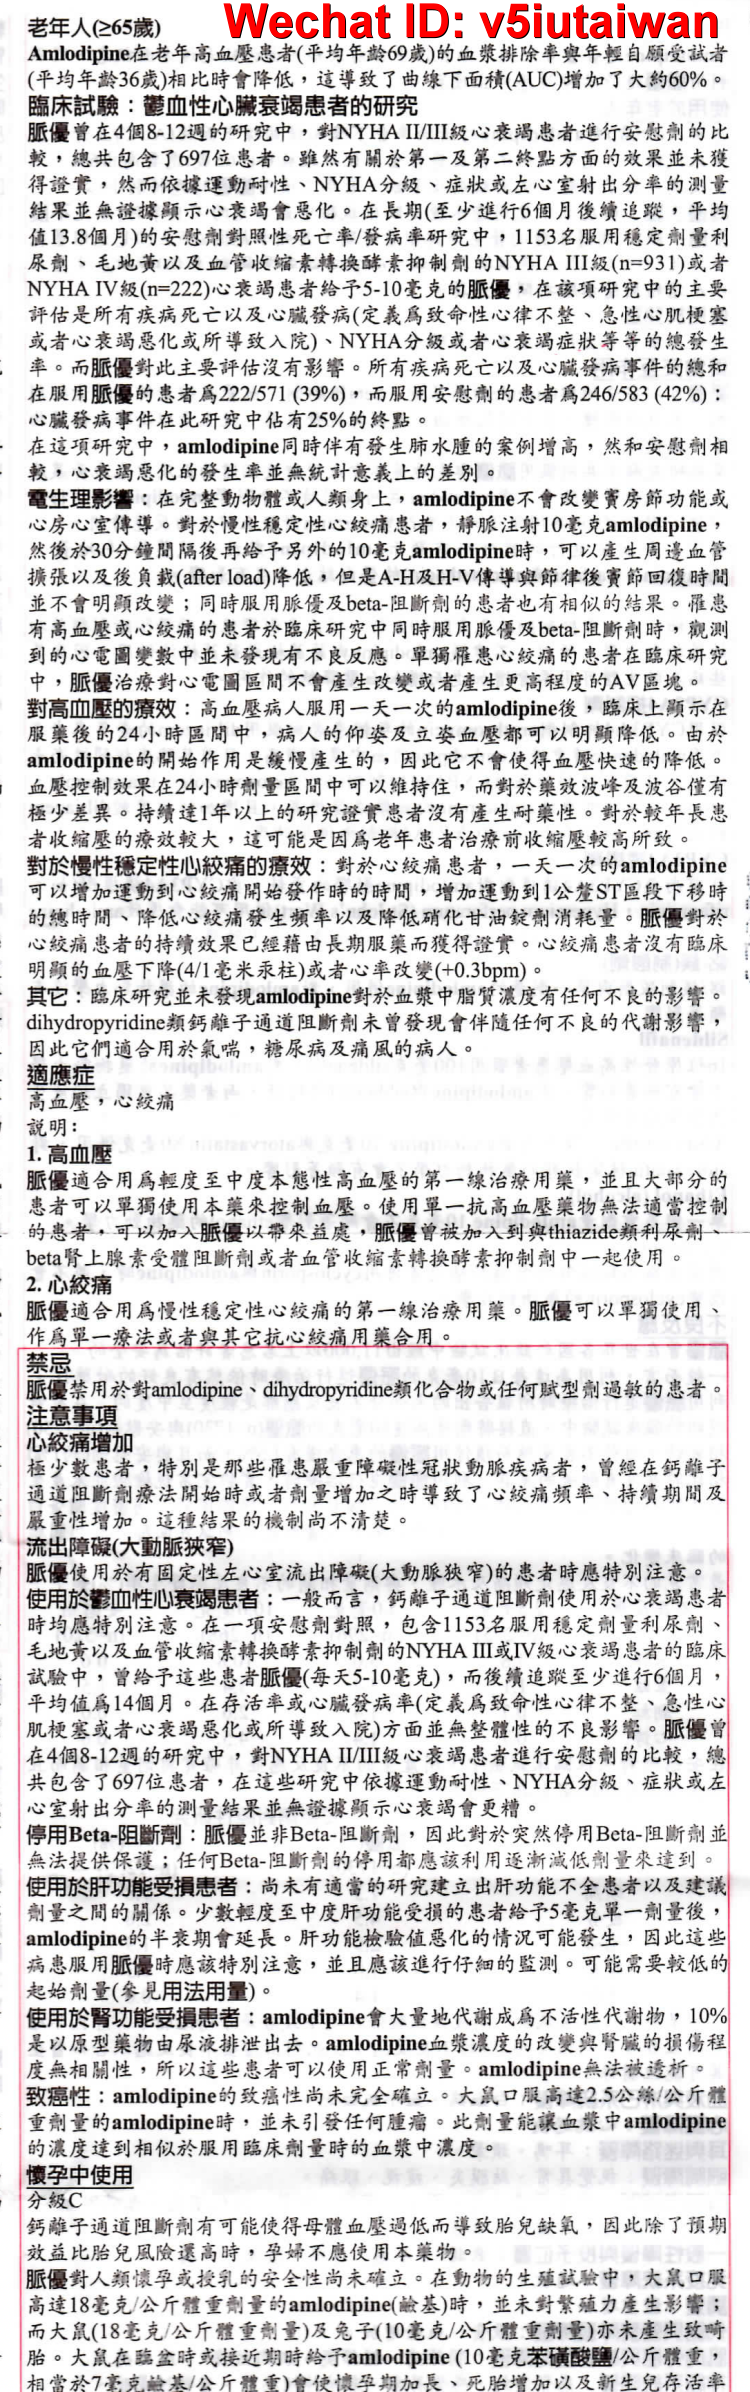 Wechat ID: v5iutaiwan
老年人(≥65歲)
Amlodipine在老年高血壓患者(平均年齡69歲)的血漿排除率與年輕自願受試者
(平均年齡36歲)相比時會降低，這導致了曲線下面積(AUC)增加了大約60%。
臨床試驗：鬱血性心臟衰竭患者的研究
脈優曾在4個8-12週的研究中，對NYHA II/III級心衰竭患者進行安慰劑的比
較，總共包含了697位患者。雖然有關於第一及第二終點方面的效果並未獲
得證實，然而依據運動耐性、NYHA分級、症狀或左心室射出分率的測量
結果並無證據顯示心衰竭會惡化。在長期(至少進行6個月後續追蹤，平均
值13.8個月)的安慰劑對照性死亡率/發病率研究中，1153名服用穩定劑量利
尿劑、毛地黃以及血管收縮素轉換酵素抑制劑的NYHA III級(n=931)或者
NYHA IV級(n=222)心衰竭患者給予5-10毫克的脈優，在該項研究中的主要
評估是所有疾病死亡以及心臟發病(定義為致命性心律不整、急性心肌梗塞
或者心衰竭惡化或所導致入院)、NYHA分級或者心衰竭症狀等等的總發生
率。而脈優對此主要評估沒有影響。所有疾病死亡以及心臟發病事件的總和
在服用脈優的患者為222/571 (39%)，而服用安慰劑的患者為246/583 (42%)：
心臟發病事件在此研究中佔有25%的終點。
在這項研究中，amlodipine同時伴有發生肺水腫的案例增高，然和安慰劑相
較，心衰竭惡化的發生率並無統計意義上的差別。
電生理影響：在完整動物體或人類身上，amlodipine不會改變竇房節功能或
心房心室傳導。對於慢性穩定性心絞痛患者，靜脈注射10毫克amlodipine，
然後於30分鐘間隔後再給予另外的10毫克amlodipine時，可以產生周邊血管
擴張以及後負載(after load)降低，但是A-H及H-V傳導與節律後竇節回復時間
並不會明顯改變；同時服用脈優及beta-阻斷劑的患者也有相似的結果。罹患
有高血壓或心絞痛的患者於臨床研究中同時服用脈優及beta-阻斷劑時，觀測
到的心電圖變數中並未發現有不良反應。單獨罹患心絞痛的患者在臨床研究
中，脈優治療對心電圖區間不會產生改變或者產生更高程度的AV區塊。
對高血壓的療效：高血壓病人服用一天一次的amlodipine後，臨床上顯示在
服藥後的24小時區間中，病人的仰姿及立姿血壓都可以明顯降低。由於
amlodipine的開始作用是緩慢產生的，因此它不會使得血壓快速的降低。
血壓控制效果在24小時劑量區間中可以維持住，而對於藥效波峰及波谷僅有
極少差異。持續達1年以上的研究證實患者沒有產生耐藥性。對於較年長患
者收縮壓的療效較大，這可能是因為老年患者治療前收縮壓較高所致。
對於慢性穩定性心絞痛的療效：對於心絞痛患者，一天一次的amlodipine
可以增加運動到心絞痛開始發作時的時間，增加運動到1公釐ST區段下移時
的總時間、降低心絞痛發生頻率以及降低硝化甘油錠劑消耗量。脈優對於
心絞痛患者的持續效果已經藉由長期服藥而獲得證實。心絞痛患者沒有臨床
明顯的血壓下降(4/1毫米汞柱)或者心率改變(+0.3bpm)。
其它：臨床研究並未發現amlodipine對於血漿中脂質濃度有任何不良的影響。
dihydropyridine類鈣離子通道阻斷劑未曾發現會伴隨任何不良的代謝影響，
因此它們適合用於氣喘，糖尿病及痛風的病人。
適應症
高血壓，心絞痛
說明：
1. 高血壓
脈優適合用為輕度至中度本態性高血壓的第一線治療用藥，並且大部分的
患者可以單獨使用本藥來控制血壓。使用單一抗高血壓藥物無法適當控制
的患者，可以加入脈優以帶來益處，脈優曾被加入到與thiazide類利尿劑、
beta腎上腺素受體阻斷劑或者血管收縮素轉換酵素抑制劑中一起使用。
2. 心絞痛
脈優適合用為慢性穩定性心絞痛的第一線治療用藥。脈優可以單獨使用、
作為單一療法或者與其它抗心絞痛用藥合用。
禁忌
脈優禁用於對amlodipine、dihydropyridine類化合物或任何賦型劑過敏的患者。
注意事項
心絞痛增加
極少數患者，特別是那些罹患嚴重障礙性冠狀動脈疾病者，曾經在鈣離子
通道阻斷劑療法開始時或者劑量增加之時導致了心絞痛頻率、持續期間及
嚴重性增加。這種結果的機制尚不清楚。
流出障礙(大動脈狹窄)
脈優使用於有固定性左心室流出障礙(大動脈狹窄)的患者時應特別注意。
使用於鬱血性心衰竭患者：一般而言，鈣離子通道阻斷劑使用於心衰竭患者
時均應特別注意。在一項安慰劑對照，包含1153名服用穩定劑量利尿劑、
毛地黃以及血管收縮素轉換酵素抑制劑的NYHA III或IV級心衰竭患者的臨床
試驗中，曾給予這些患者脈優(每天5-10毫克)，而後續追蹤至少進行6個月，
平均值為14個月。在存活率或心臟發病率(定義為致命性心律不整、急性心
肌梗塞或者心衰竭惡化或所導致入院)方面並無整體性的不良影響。脈優曾
在4個8-12週的研究中，對NYHA II/III級心衰竭患者進行安慰劑的比較，總
共包含了697位患者，在這些研究中依據運動耐性、NYHA分級、症狀或左
心室射出分率的測量結果並無證據顯示心衰竭會更糟。
停用Beta-阻斷劑：脈優並非Beta-阻斷劑，因此對於突然停用Beta-阻斷劑並
無法提供保護；任何Beta-阻斷劑的停用都應該利用逐漸減低劑量來達到。
使用於肝功能受損患者：尚未有適當的研究建立出肝功能不全患者以及建議
劑量之間的關係。少數輕度至中度肝功能受損的患者給予5毫克單一劑量後，
amlodipine的半衰期會延長。肝功能檢驗值惡化的情況可能發生，因此這些
病患服用脈優時應該特別注意，並且應該進行仔細的監測。可能需要較低的
起始劑量(參見用法用量)。
使用於腎功能受損患者：amlodipine會大量地代謝成為不活性代謝物，10%
是以原型藥物由尿液排泄出去。amlodipine血漿濃度的改變與腎臟的損傷程
度無相關性，所以這些患者可以使用正常劑量。amlodipine無法被透析。
致癌性：amlodipine的致癌性尚未完全確立。大鼠口服高達2.5公絲/公斤體
重劑量的amlodipine時，並未引發任何腫瘤。此劑量能讓血漿中amlodipine
的濃度達到相似於服用臨床劑量時的血漿中濃度。
懷孕中使用
分級C
鈣離子通道阻斷劑有可能使得母體血壓過低而導致胎兒缺氧，因此除了預期
效益比胎兒風險還高時，孕婦不應使用本藥物。
脈優對人類懷孕或授乳的安全性尚未確立。在動物的生殖試驗中，大鼠口服
高達18毫克/公斤體重劑量的amlodipine(鹼基)時，並未對繁殖力產生影響；
而大鼠(18毫克/公斤體重劑量)及兔子(10毫克/公斤體重劑量)亦未產生致畸
胎。大鼠在臨盆時或接近期時給予amlodipine (10毫克苯磺酸鹽/公斤體重，
相當於7毫克鹼基/公斤體重)會使懷孕期加長、死胎增加以及新生兒存活率